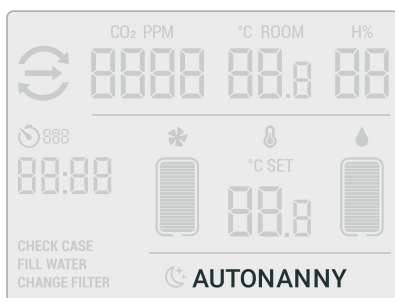 CO₂ PPM °C ROOM H%
8888 88.8 88
888
88:88
°C SET
88.8
CHECK CASE
FILL WATER
CHANGE FILTER
AUTONANNY